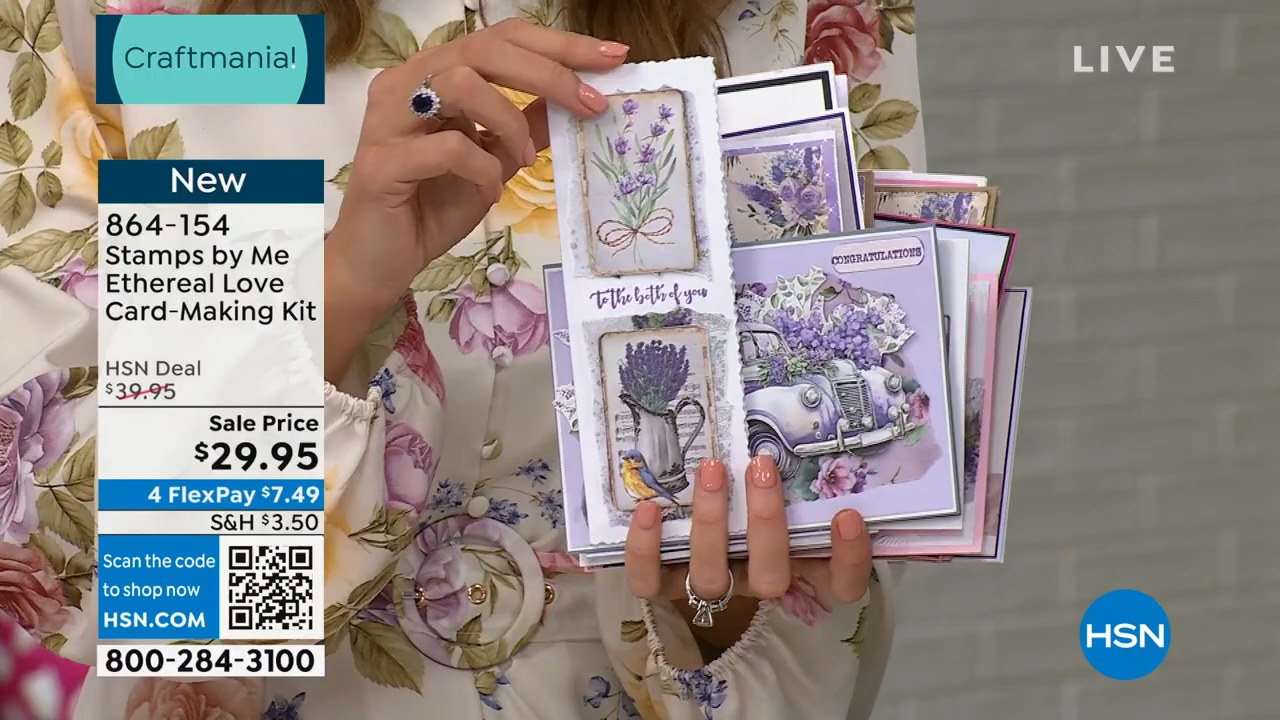 Craftmania!
LIVE
New
864-154
Stamps by Me
Ethereal Love
Card-Making Kit
HSN Deal
$39.95
Sale Price
$29.95
4 FlexPay $7.49
S&H $3.50
Scan the code
to shop now
HSN.COM
800-284-3100
CONGRATULATIONS
to the both of you
HSN